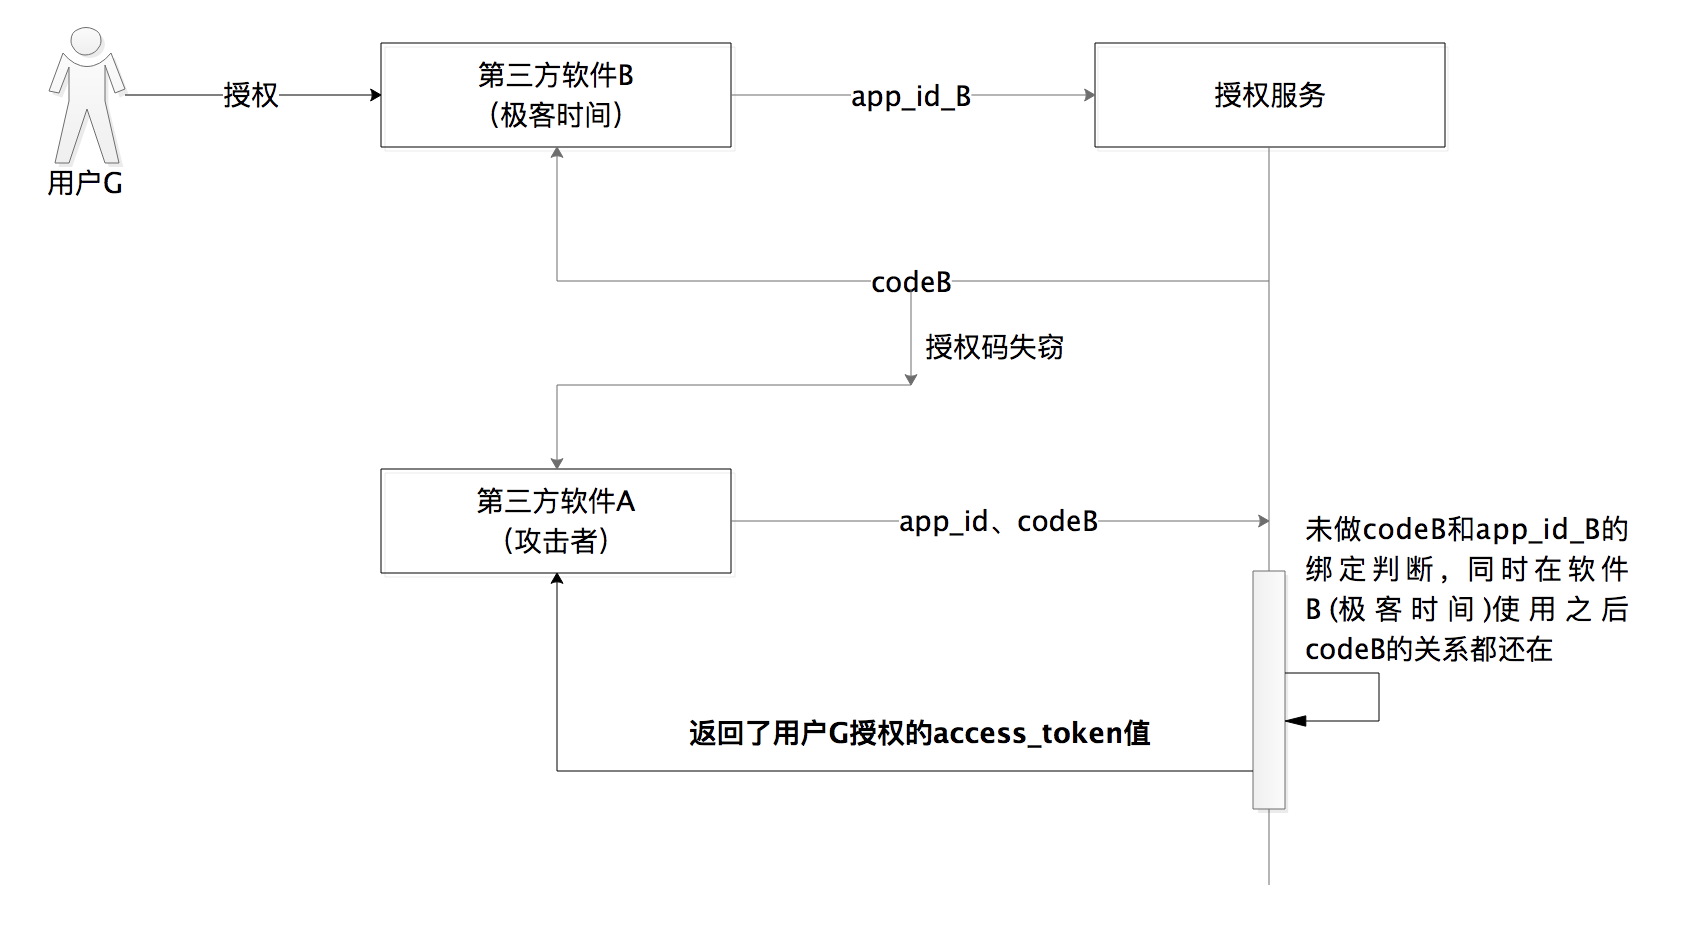 第三方软件B
（极客时间）
授权
app_id_B
授权服务
用户G
codeB
授权码失窃
第三方软件A
（攻击者）
app_id、codeB
未做codeB和app_id_B的
绑定判断，同时在软件
B(极客时间)使用之后
codeB的关系都还在
返回了用户G授权的access_token值